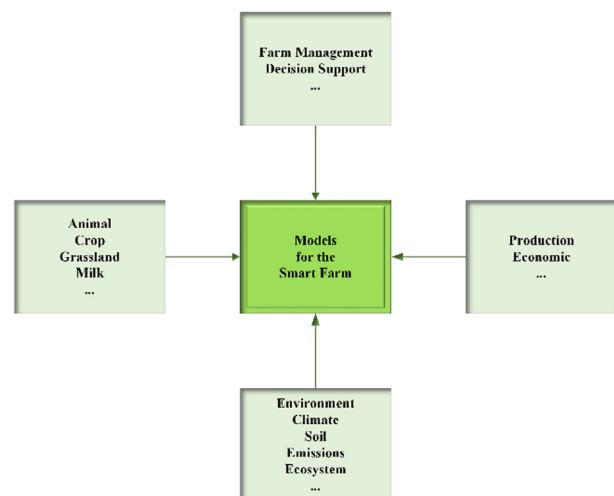 Farm Management
Decision Support
...
Animal
Crop
Grassland
Milk
...
Models
for the
Smart Farm
Production
Economic
...
Environment
Climate
Soil
Emissions
Ecosystem
...